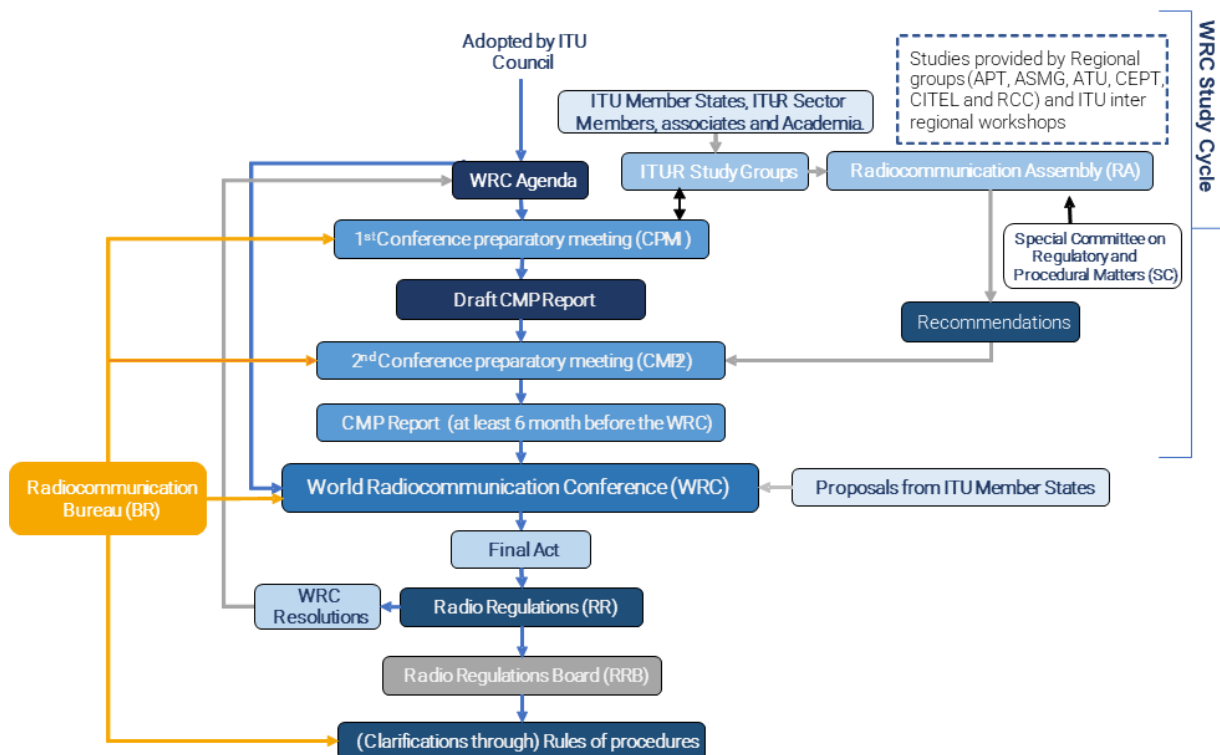 Adopted by ITU
Council
Studies provided by Regional
groups (APT, ASMG, ATU, CEPT,
CITEL and RCC) and ITU inter
regional workshops
WRC Study Cycle
ITU Member States, ITU-R Sector
Members, associates and Academia.
WRC Agenda
ITUR Study Groups
Radiocommunication Assembly (RA)
1st Conference preparatory meeting (CPM1)
Special Committee on
Regulatory and
Procedural Matters (SC)
Draft CMP Report
Recommendations
2nd Conference preparatory meeting (CMP2)
CMP Report (at least 6 month before the WRC)
Radiocommunication
Bureau (BR)
World Radiocommunication Conference (WRC)
Proposals from ITU Member States
Final Act
WRC
Resolutions
Radio Regulations (RR)
Radio Regulations Board (RRB)
(Clarifications through) Rules of procedures